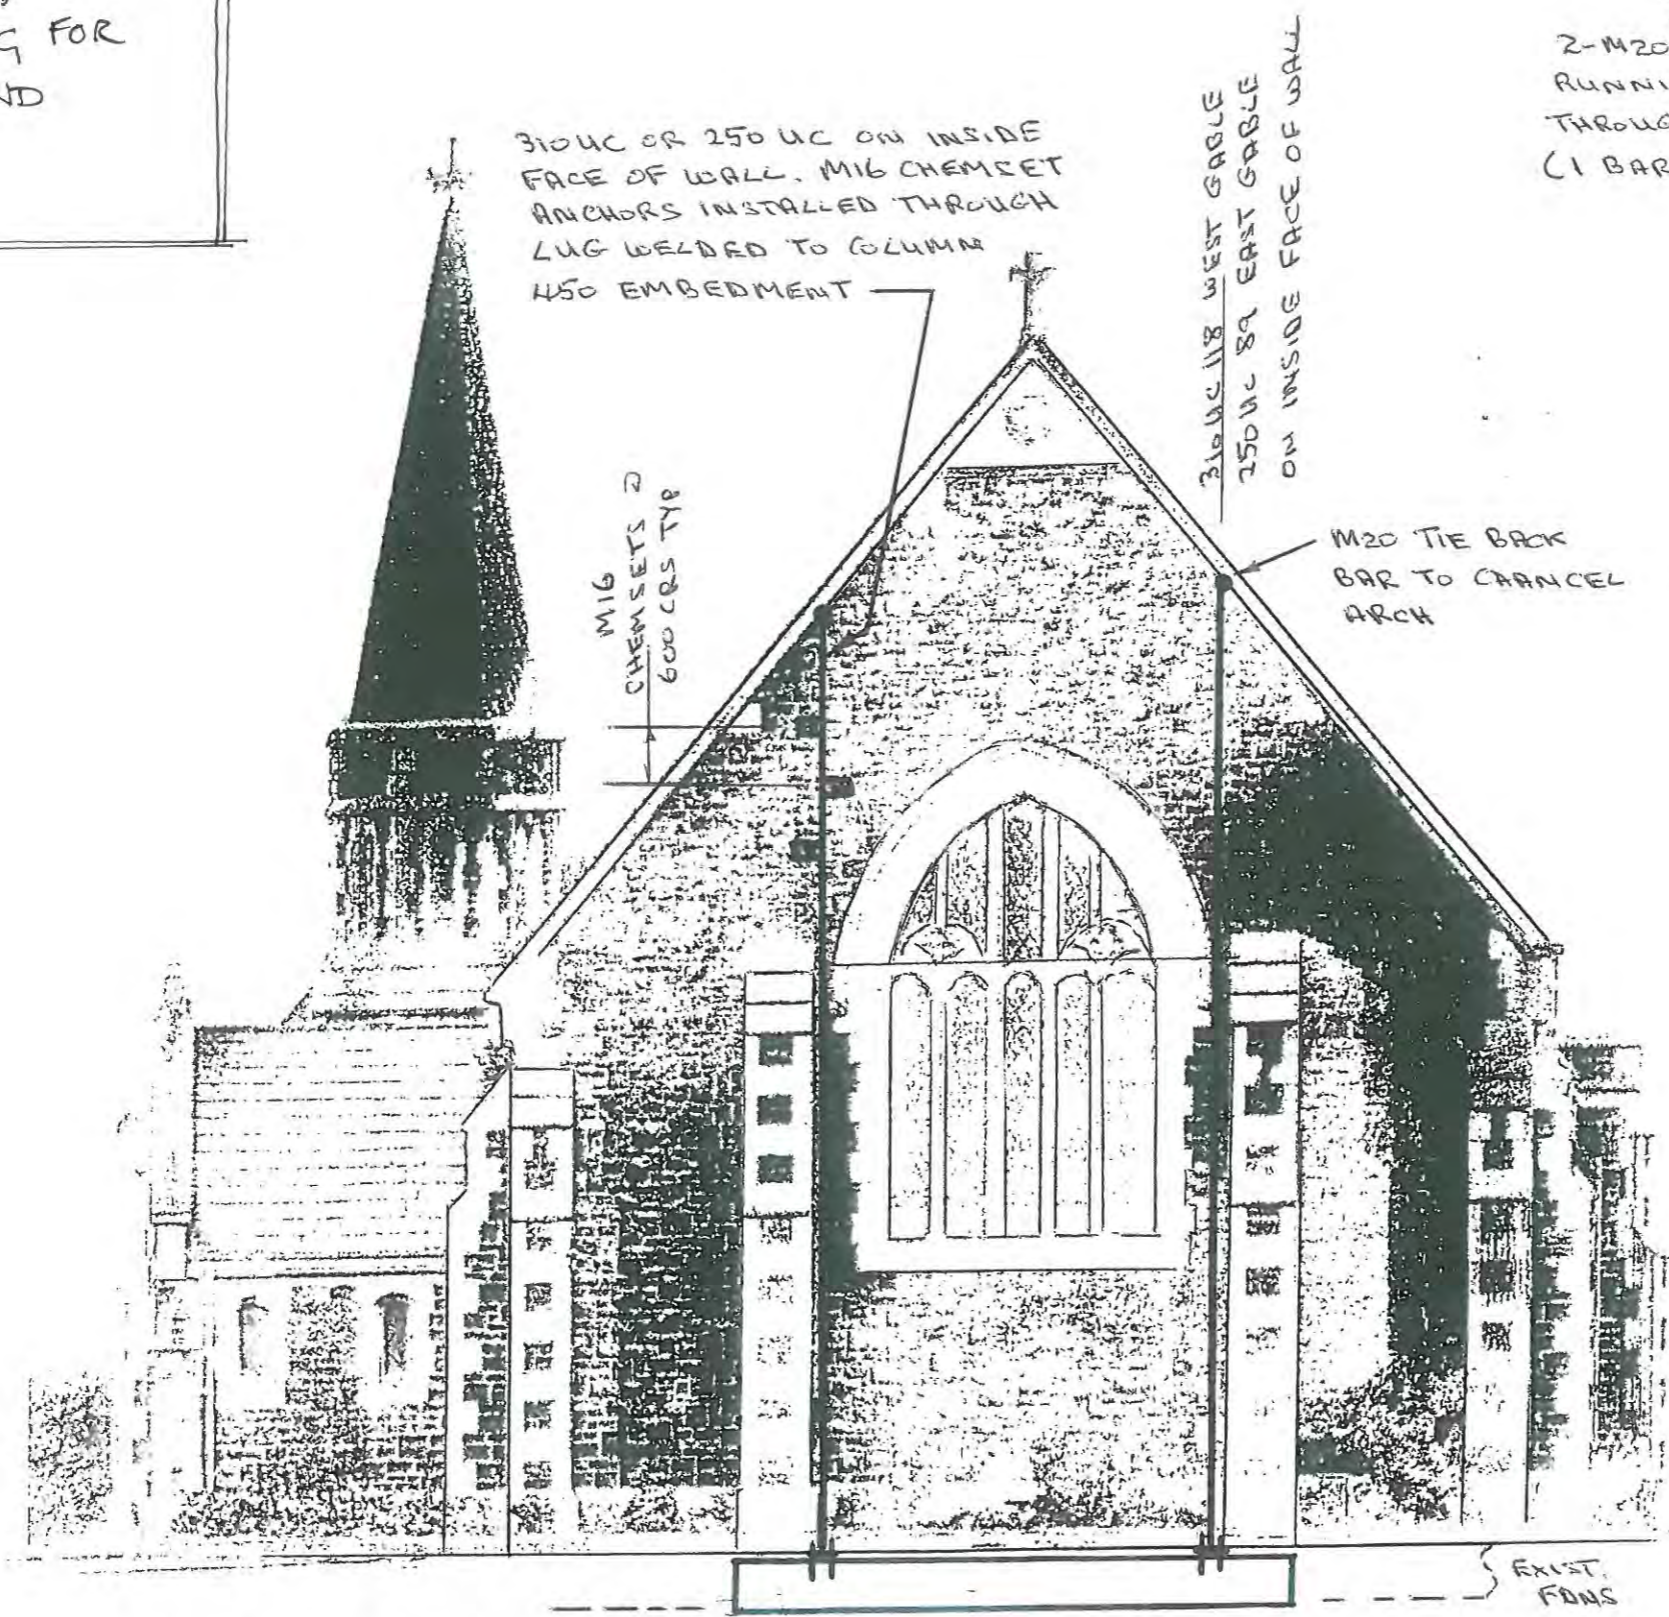 FOR
ND
310UC OR 250 UC ON INSIDE
FACE OF WALL. M16 CHEMSET
ANCHORS INSTALLED THROUGH
LUG WELDED TO COLUMN
450 EMBEDMENT
310UC 118 WEST GABLE
250UC 89 EAST GABLE
ON INSIDE FACE OF WALL
2-M20
RUNNI
THROUG
(1 BAR
M16
CHEMSETS @
600 CRS TYP
M20 TIE BACK
BAR TO CHANCEL
ARCH
EXIST.
FDNS